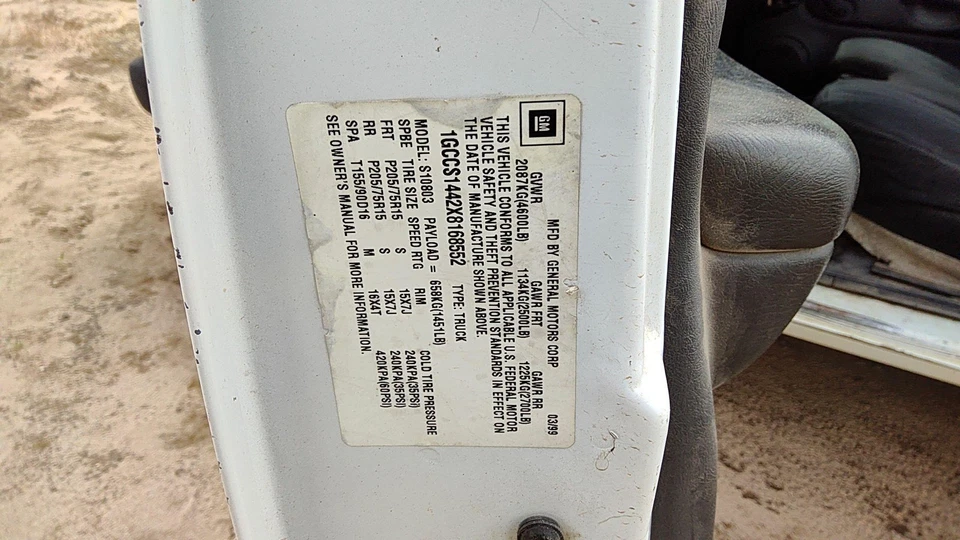 GM
MFD BY GENERAL MOTORS CORP 03/99
GVWR GAWR FRT GAWR RR
2087KG(4600LB) 1134KG(2500LB) 1225KG(2700LB)
THIS VEHICLE CONFORMS TO ALL APPLICABLE U.S. FEDERAL MOTOR
VEHICLE SAFETY AND THEFT PREVENTION STANDARDS IN EFFECT ON
THE DATE OF MANUFACTURE SHOWN ABOVE.
1GCCS1442X8168552 TYPE: TRUCK
MODEL: S10803 PAYLOAD = 658KG(1451LB)
SPBE TIRE SIZE SPEED RTG RIM COLD TIRE PRESSURE
FRT P205/75R15 S 15X7J 240KPA(35PSI)
RR P205/75R15 S 15X7J 240KPA(35PSI)
SPA T155/90D16 M 16X4T 420KPA(60PSI)
SEE OWNER'S MANUAL FOR MORE INFORMATION.